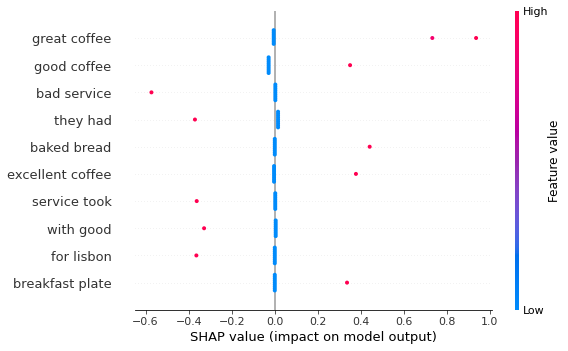 High
great coffee
good coffee
bad service
they had
baked bread
excellent coffee
service took
with good
for lisbon
breakfast plate
Feature value
Low
−0.6 −0.4 −0.2 0.0 0.2 0.4 0.6 0.8 1.0
SHAP value (impact on model output)